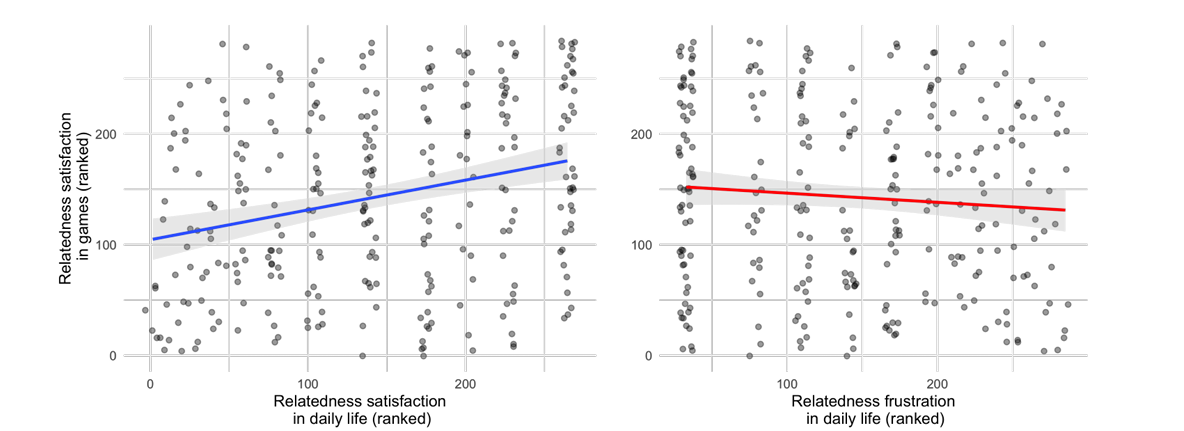 Relatedness satisfaction
in games (ranked)
200
100
0
0
100
200
Relatedness satisfaction
in daily life (ranked)
200
100
0
100
200
Relatedness frustration
in daily life (ranked)